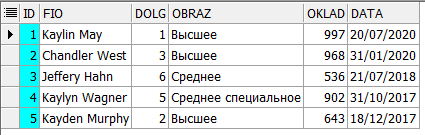 ID FIO DOLG OBRAZ OKLAD DATA
1 Kaylin May 1 Высшее 997 20/07/2020
2 Chandler West 3 Высшее 968 31/01/2020
3 Jeffery Hahn 6 Среднее 536 21/07/2018
4 Kaylyn Wagner 5 Среднее специальное 902 31/10/2017
5 Kayden Murphy 2 Высшее 643 18/12/2017